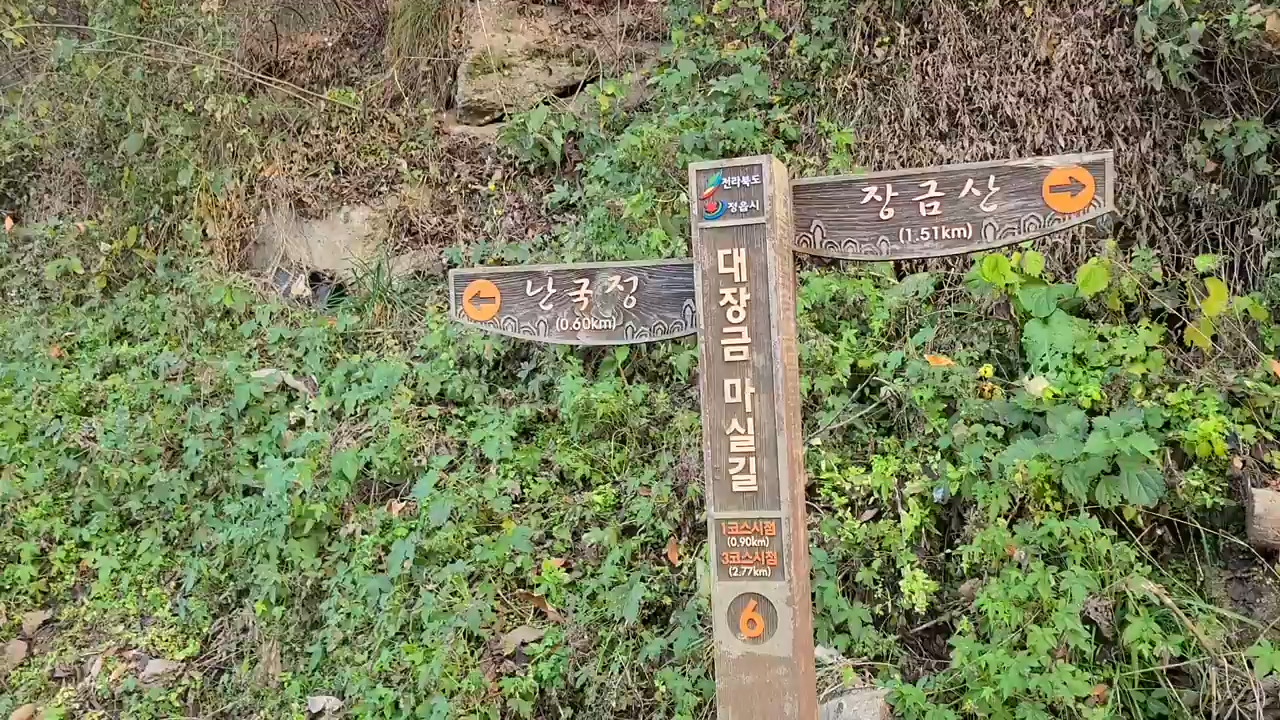 전라북도
정읍시
장금산
(1.51km)
난국정
(0.60km)
대장금 마실길
1코스시점
(0.90km)
3코스시점
(2.77km)
6